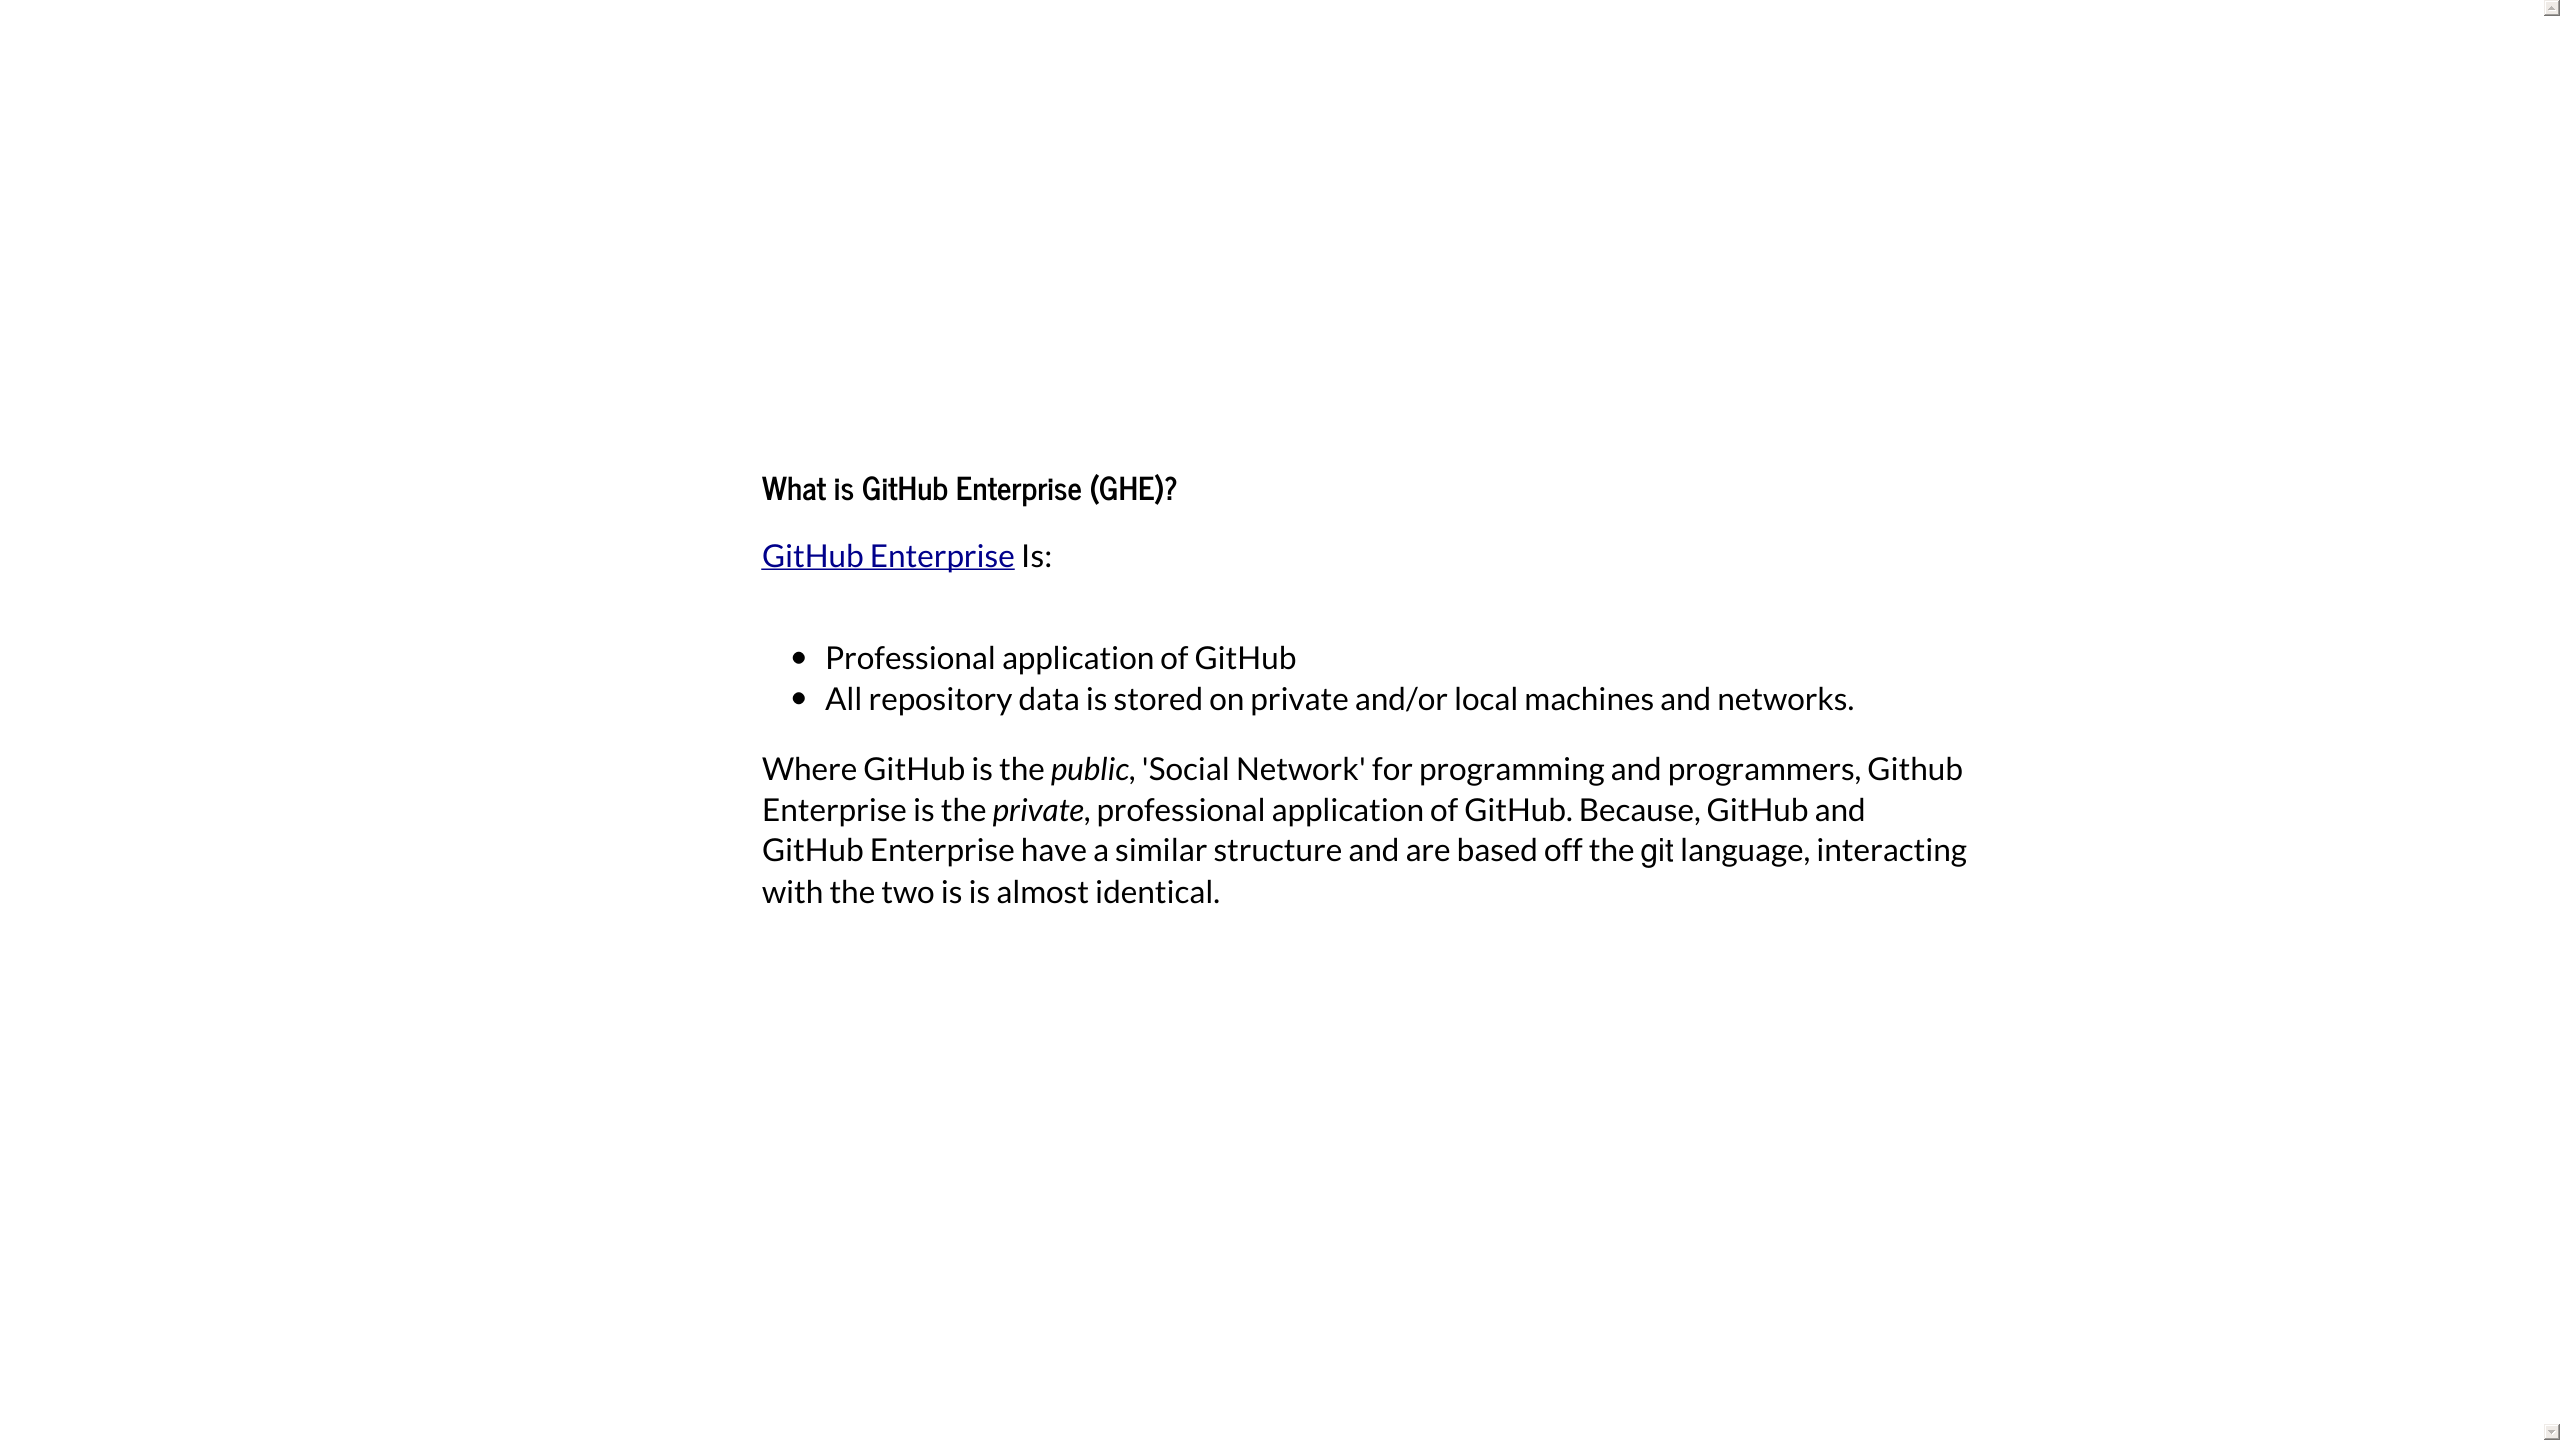 What is GitHub Enterprise (GHE)?
GitHub Enterprise Is:
• Professional application of GitHub
• All repository data is stored on private and/or local machines and networks.
Where GitHub is the public, 'Social Network' for programming and programmers, Github
Enterprise is the private, professional application of GitHub. Because, GitHub and
GitHub Enterprise have a similar structure and are based off the git language, interacting
with the two is is almost identical.